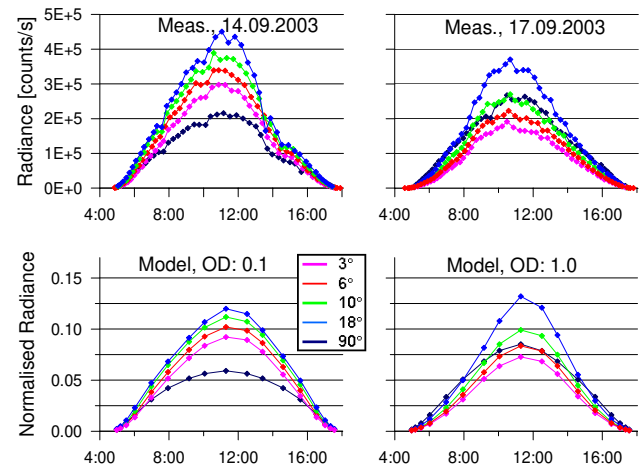 Meas., 14.09.2003
Meas., 17.09.2003
Radiance [counts/s]
5E+5
4E+5
3E+5
2E+5
1E+5
0E+0
4:00 8:00 12:00 16:00
4:00 8:00 12:00 16:00
Model, OD: 0.1
Model, OD: 1.0
Normalised Radiance
0.15
0.10
0.05
0.00
3°
6°
10°
18°
90°
4:00 8:00 12:00 16:00
4:00 8:00 12:00 16:00